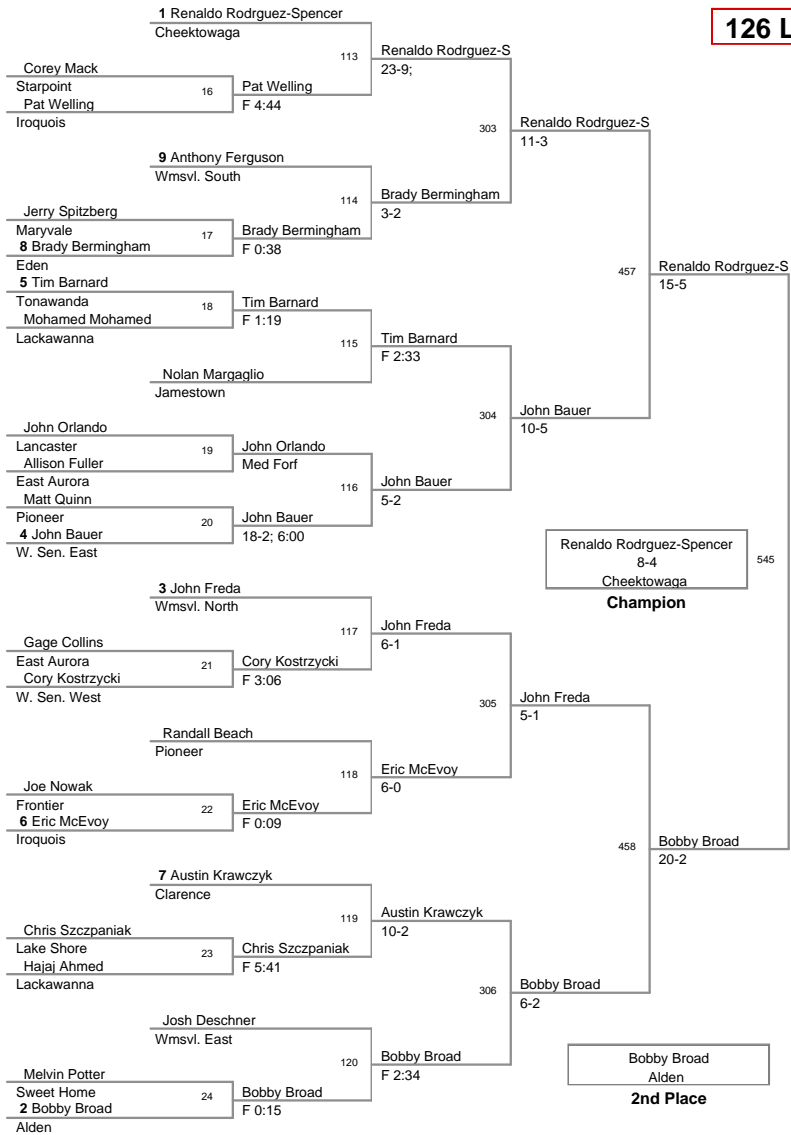 1 Renaldo Rodrguez-Spencer
Cheektowaga
126 L
113
Renaldo Rodrguez-S
23-9;
Corey Mack
Starpoint
16
Pat Welling
F 4:44
Pat Welling
Iroquois
303
Renaldo Rodrguez-S
11-3
9 Anthony Ferguson
Wmsvl. South
114
Brady Bermingham
3-2
Jerry Spitzberg
Maryvale
17
Brady Bermingham
F 0:38
8 Brady Bermingham
Eden
457
Renaldo Rodrguez-S
15-5
5 Tim Barnard
Tonawanda
18
Tim Barnard
F 1:19
Mohamed Mohamed
Lackawanna
115
Tim Barnard
F 2:33
Nolan Margaglio
Jamestown
304
John Bauer
10-5
John Orlando
Lancaster
19
John Orlando
Med Forf
Allison Fuller
East Aurora
116
John Bauer
5-2
Matt Quinn
Pioneer
20
John Bauer
18-2; 6:00
4 John Bauer
W. Sen. East
Renaldo Rodrguez-Spencer
8-4
Cheektowaga
545
Champion
3 John Freda
Wmsvl. North
117
John Freda
6-1
Gage Collins
East Aurora
21
Cory Kostrzycki
F 3:06
Cory Kostrzycki
W. Sen. West
305
John Freda
5-1
Randall Beach
Pioneer
118
Eric McEvoy
6-0
Joe Nowak
Frontier
22
Eric McEvoy
F 0:09
6 Eric McEvoy
Iroquois
458
Bobby Broad
20-2
7 Austin Krawczyk
Clarence
119
Austin Krawczyk
10-2
Chris Szczpaniak
Lake Shore
23
Chris Szczpaniak
F 5:41
Hajaj Ahmed
Lackawanna
306
Bobby Broad
6-2
Josh Deschner
Wmsvl. East
120
Bobby Broad
F 2:34
Melvin Potter
Sweet Home
24
Bobby Broad
F 0:15
2 Bobby Broad
Alden
Bobby Broad
Alden
2nd Place